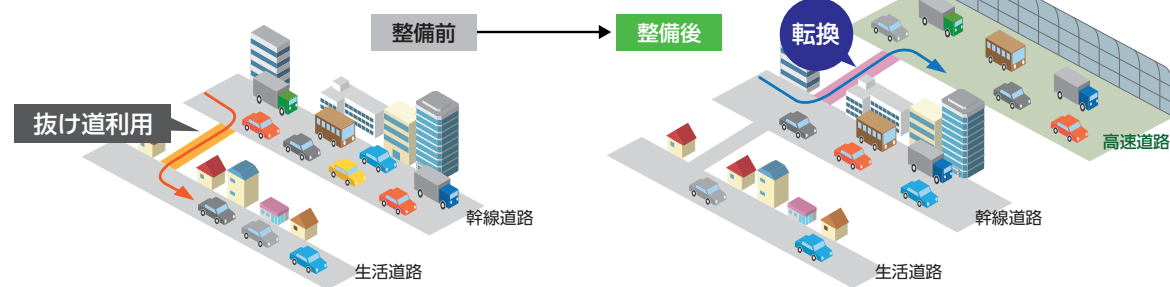 整備前
整備後
転換
抜け道利用
高速道路
幹線道路
幹線道路
生活道路
生活道路